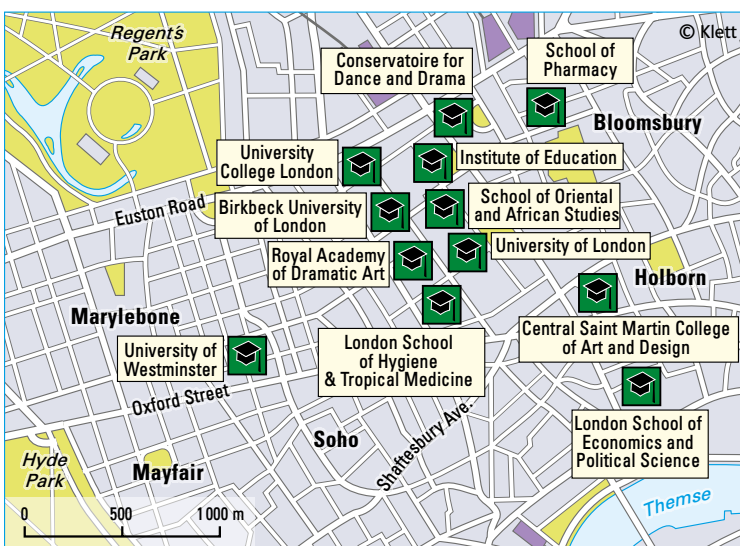 Regent's
Park
© Klett
Conservatoire for
Dance and Drama
School of
Pharmacy
Bloomsbury
University
College London
Institute of Education
Euston Road
Birkbeck University
of London
School of Oriental
and African Studies
Royal Academy
of Dramatic Art
University of London
Holborn
Marylebone
University of
Westminster
London School
of Hygiene
& Tropical Medicine
Central Saint Martin College
of Art and Design
Oxford Street
Soho
Shaftesbury Ave.
London School of
Economics and
Political Science
Hyde
Park
Mayfair
Themse
0 500 1000 m